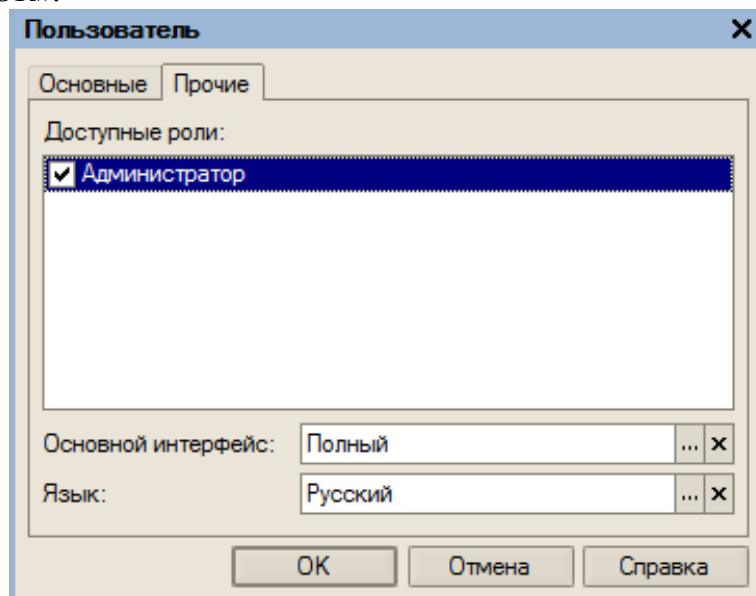 Пользователь
Основные Прочие
Доступные роли:
Администратор
Основной интерфейс: Полный ...
Язык: Русский ...
OK Отмена Справка